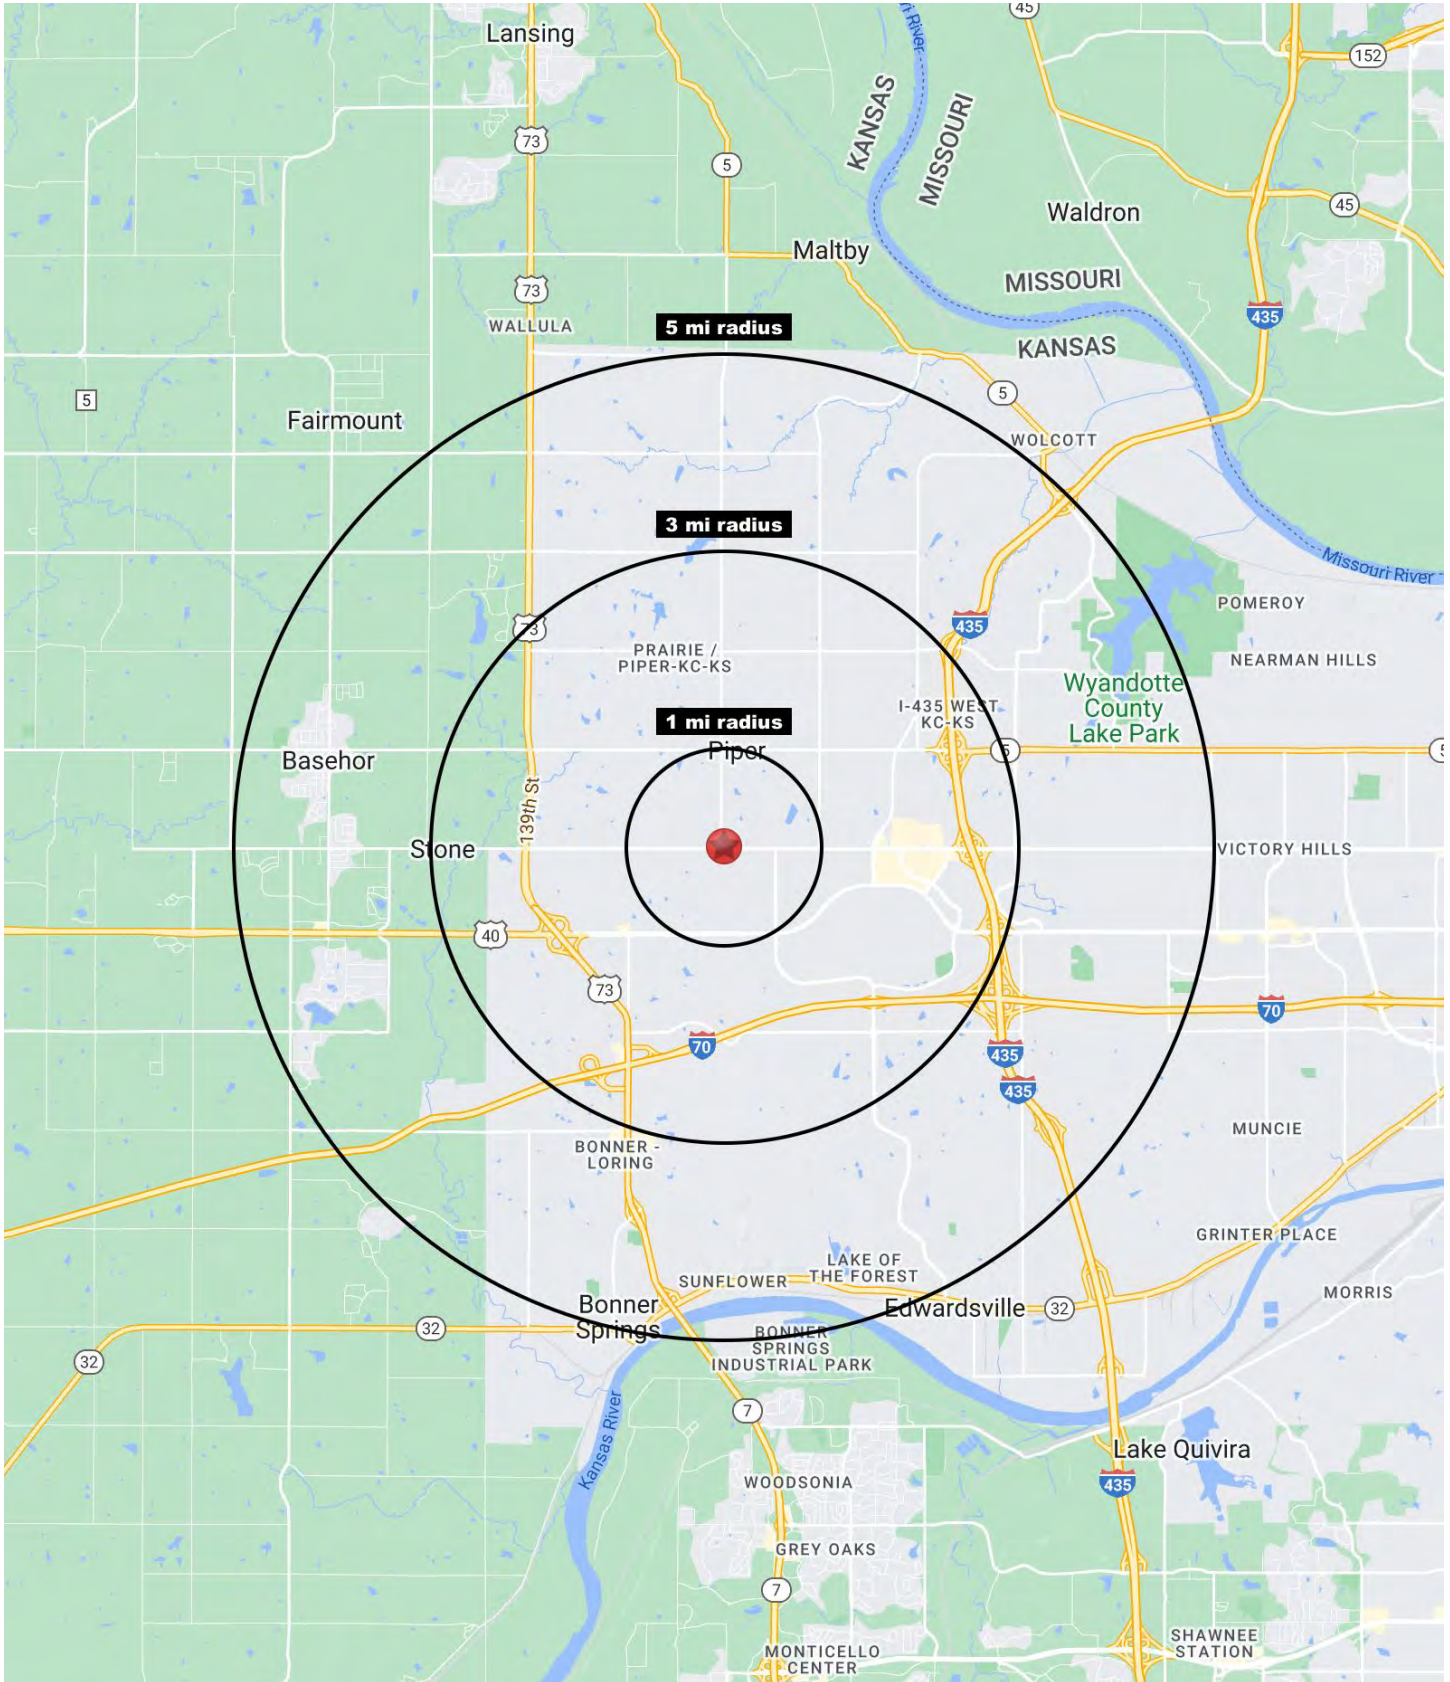 45
Lansing
152
73
5
KANSAS
MISSOURI
ri River
45
Waldron
Maltby
MISSOURI
KANSAS
73
WALLULA
435
5 mi radius
5
5
Fairmount
WOLCOTT
3 mi radius
Missouri River
POMEROY
73
435
PRAIRIE /
PIPER-KC-KS
NEARMAN HILLS
Wyandotte
County
Lake Park
I-435 WEST
KC-KS
1 mi radius
Piper
5
5
Basehor
139th St
Stone
VICTORY HILLS
40
73
70
70
435
435
MUNCIE
BONNER -
LORING
GRINTER PLACE
LAKE OF
THE FOREST
SUNFLOWER
MORRIS
Bonner
Springs
Edwardsville
32
32
32
BONNER
SPRINGS
INDUSTRIAL PARK
7
Kansas River
Lake Quivira
435
WOODSONIA
GREY OAKS
7
MONTICELLO
CENTER
SHAWNEE
STATION